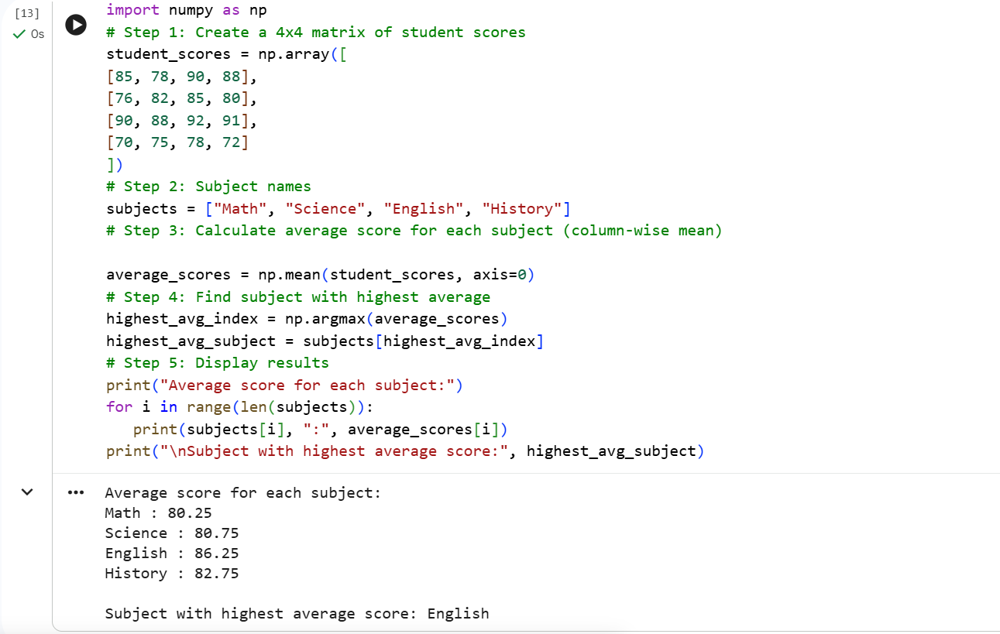 [13]
0s
import numpy as np
# Step 1: Create a 4x4 matrix of student scores
student_scores = np.array([
[85, 78, 90, 88],
[76, 82, 85, 80],
[90, 88, 92, 91],
[70, 75, 78, 72]
])
# Step 2: Subject names
subjects = ["Math", "Science", "English", "History"]
# Step 3: Calculate average score for each subject (column-wise mean)

average_scores = np.mean(student_scores, axis=0)
# Step 4: Find subject with highest average
highest_avg_index = np.argmax(average_scores)
highest_avg_subject = subjects[highest_avg_index]
# Step 5: Display results
print("Average score for each subject:")
for i in range(len(subjects)):
   print(subjects[i], ":", average_scores[i])
print("\nSubject with highest average score:", highest_avg_subject)
Average score for each subject:
Math : 80.25
Science : 80.75
English : 86.25
History : 82.75

Subject with highest average score: English